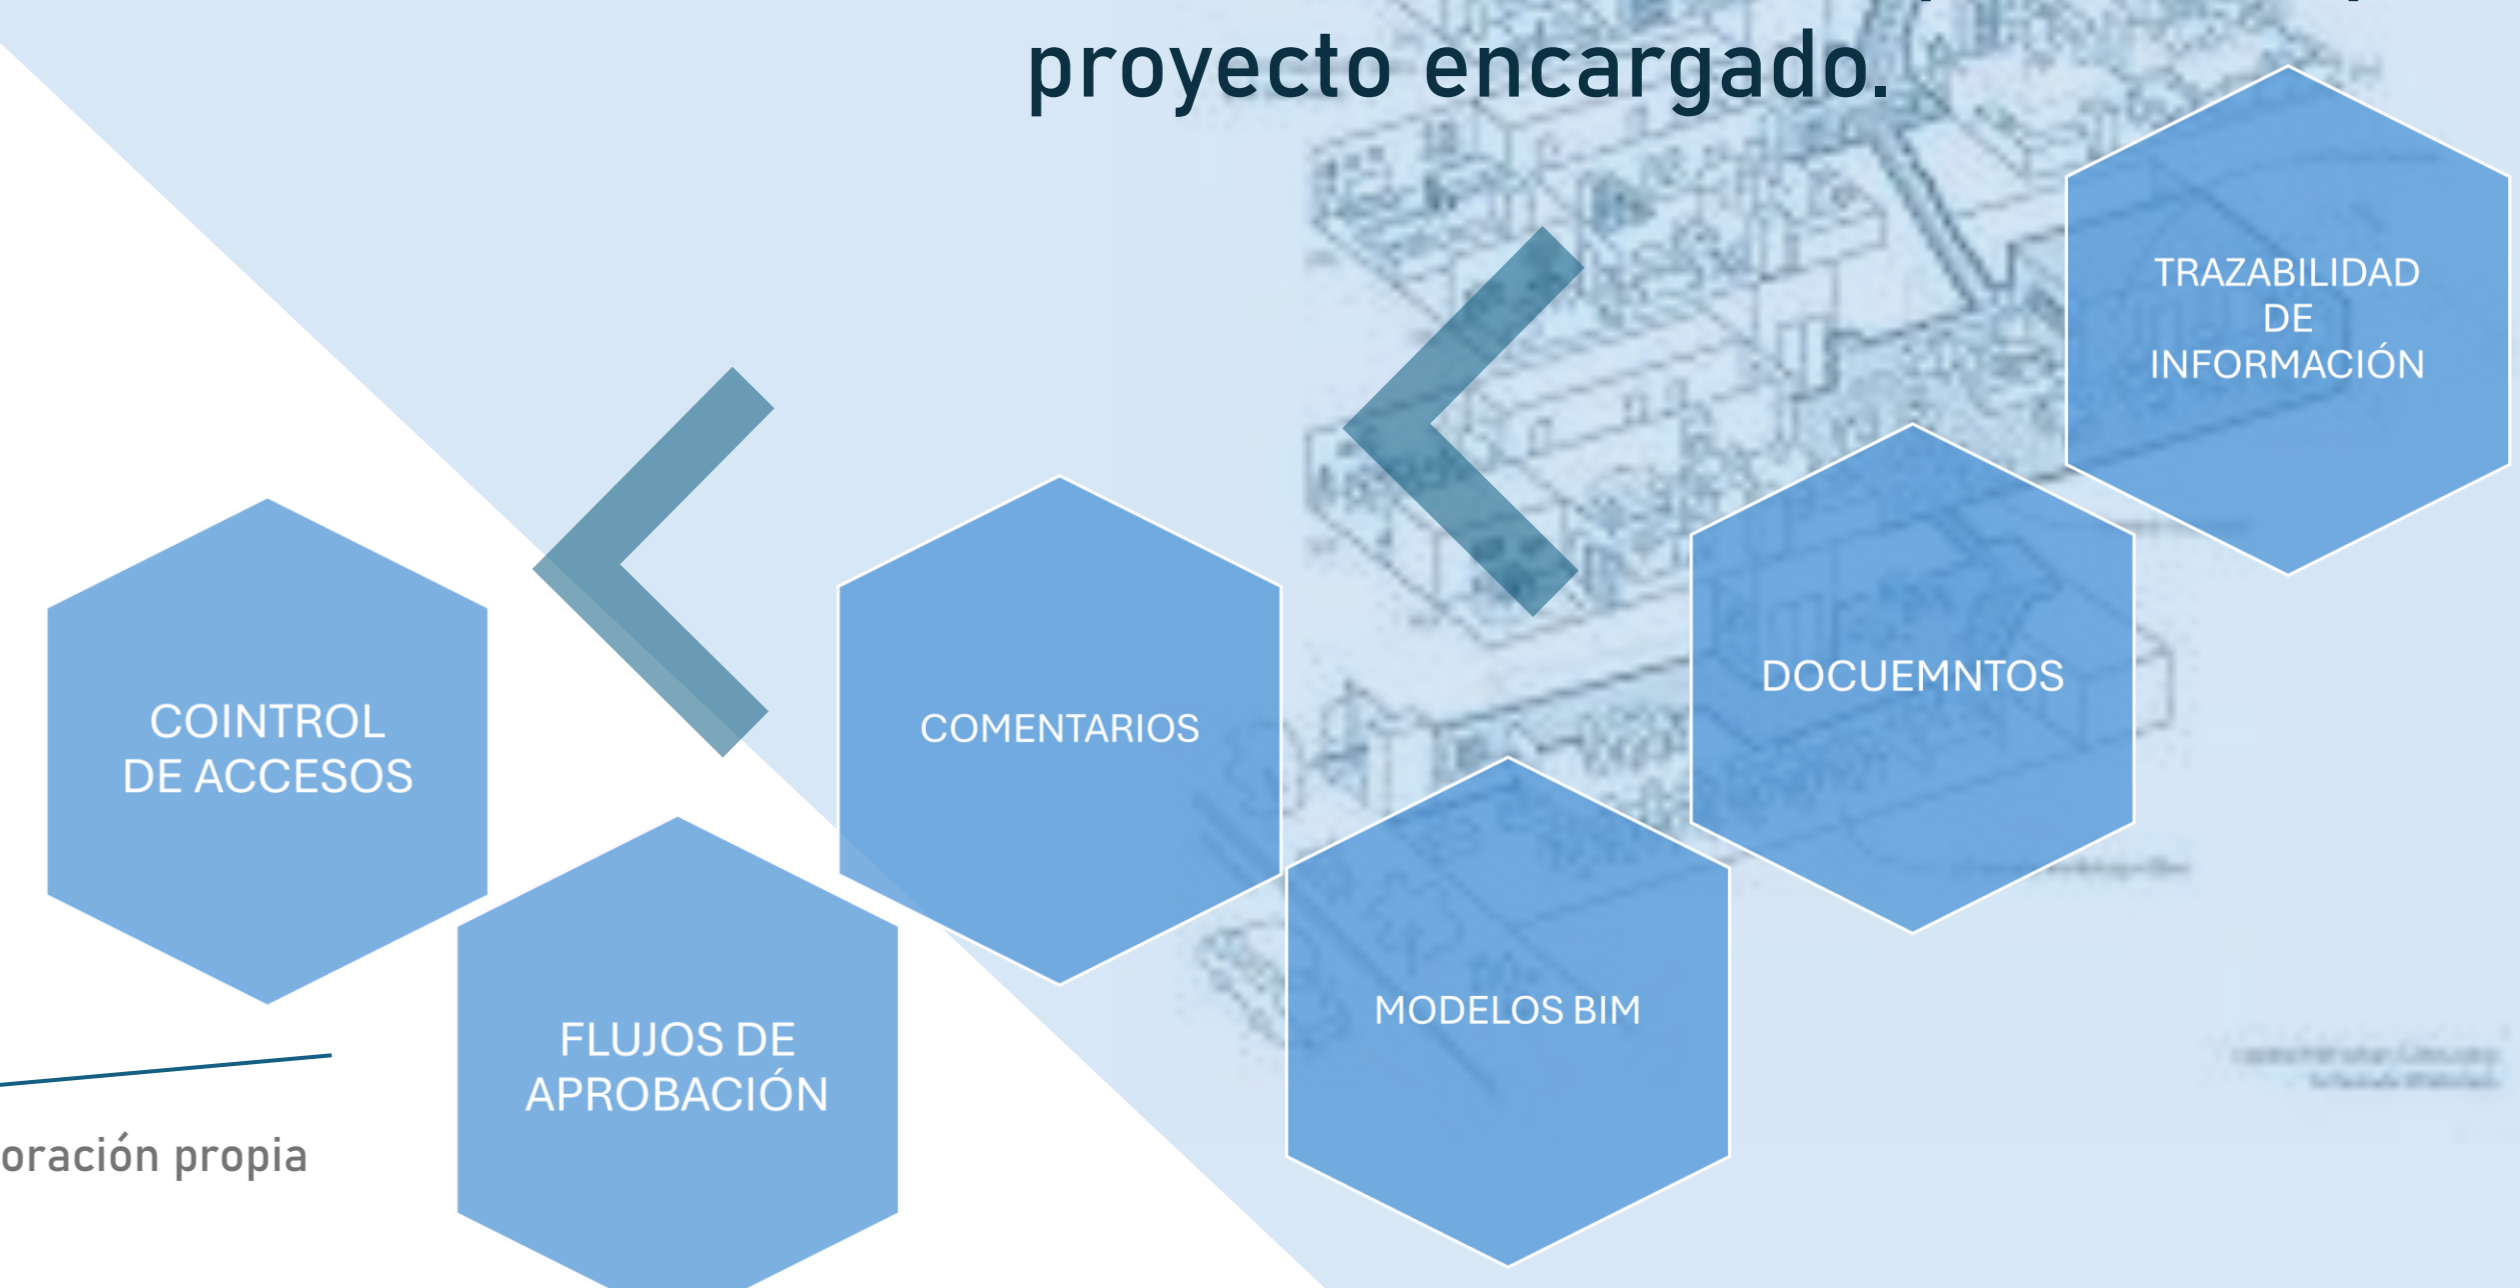 proyecto encargado.
TRAZABILIDAD
DE
INFORMACIÓN
DOCUEMNTOS
COINTROL
DE ACCESOS
COMENTARIOS
MODELOS BIM
FLUJOS DE
APROBACIÓN
oración propia